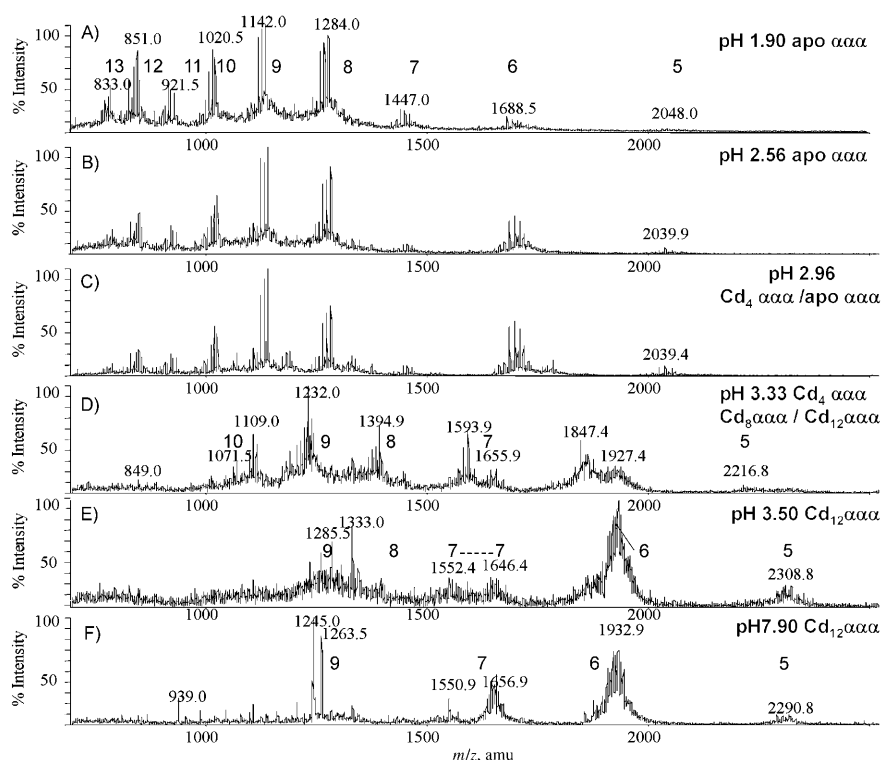 A) pH 1.90 apo ααα
100
50
% Intensity
13 833.0 851.0 12 921.5 11 1020.5 10 1142.0 9 1284.0 8 1447.0 7 1688.5 6 2048.0 5
1000 1500 2000
B) pH 2.56 apo ααα
100
50
% Intensity
2039.9
1000 1500 2000
C) pH 2.96
Cd4 ααα /apo ααα
100
50
% Intensity
2039.4
1000 1500 2000
D) pH 3.33 Cd4 ααα
Cd8ααα / Cd12ααα
100
50
% Intensity
849.0 1071.5 10 1109.0 1232.0 9 1394.9 8 1593.9 7 1655.9 1847.4 1927.4 2216.8 5
1000 1500 2000
E) pH 3.50 Cd12ααα
100
50
% Intensity
1285.5 9 1333.0 8 7-----7 1552.4 1646.4 6 5 2308.8
1000 1500 2000
F) pH7.90 Cd12ααα
100
50
% Intensity
939.0 1245.0 1263.5 9 1550.9 7 1656.9 6 1932.9 5 2290.8
1000 1500 2000
m/z, amu